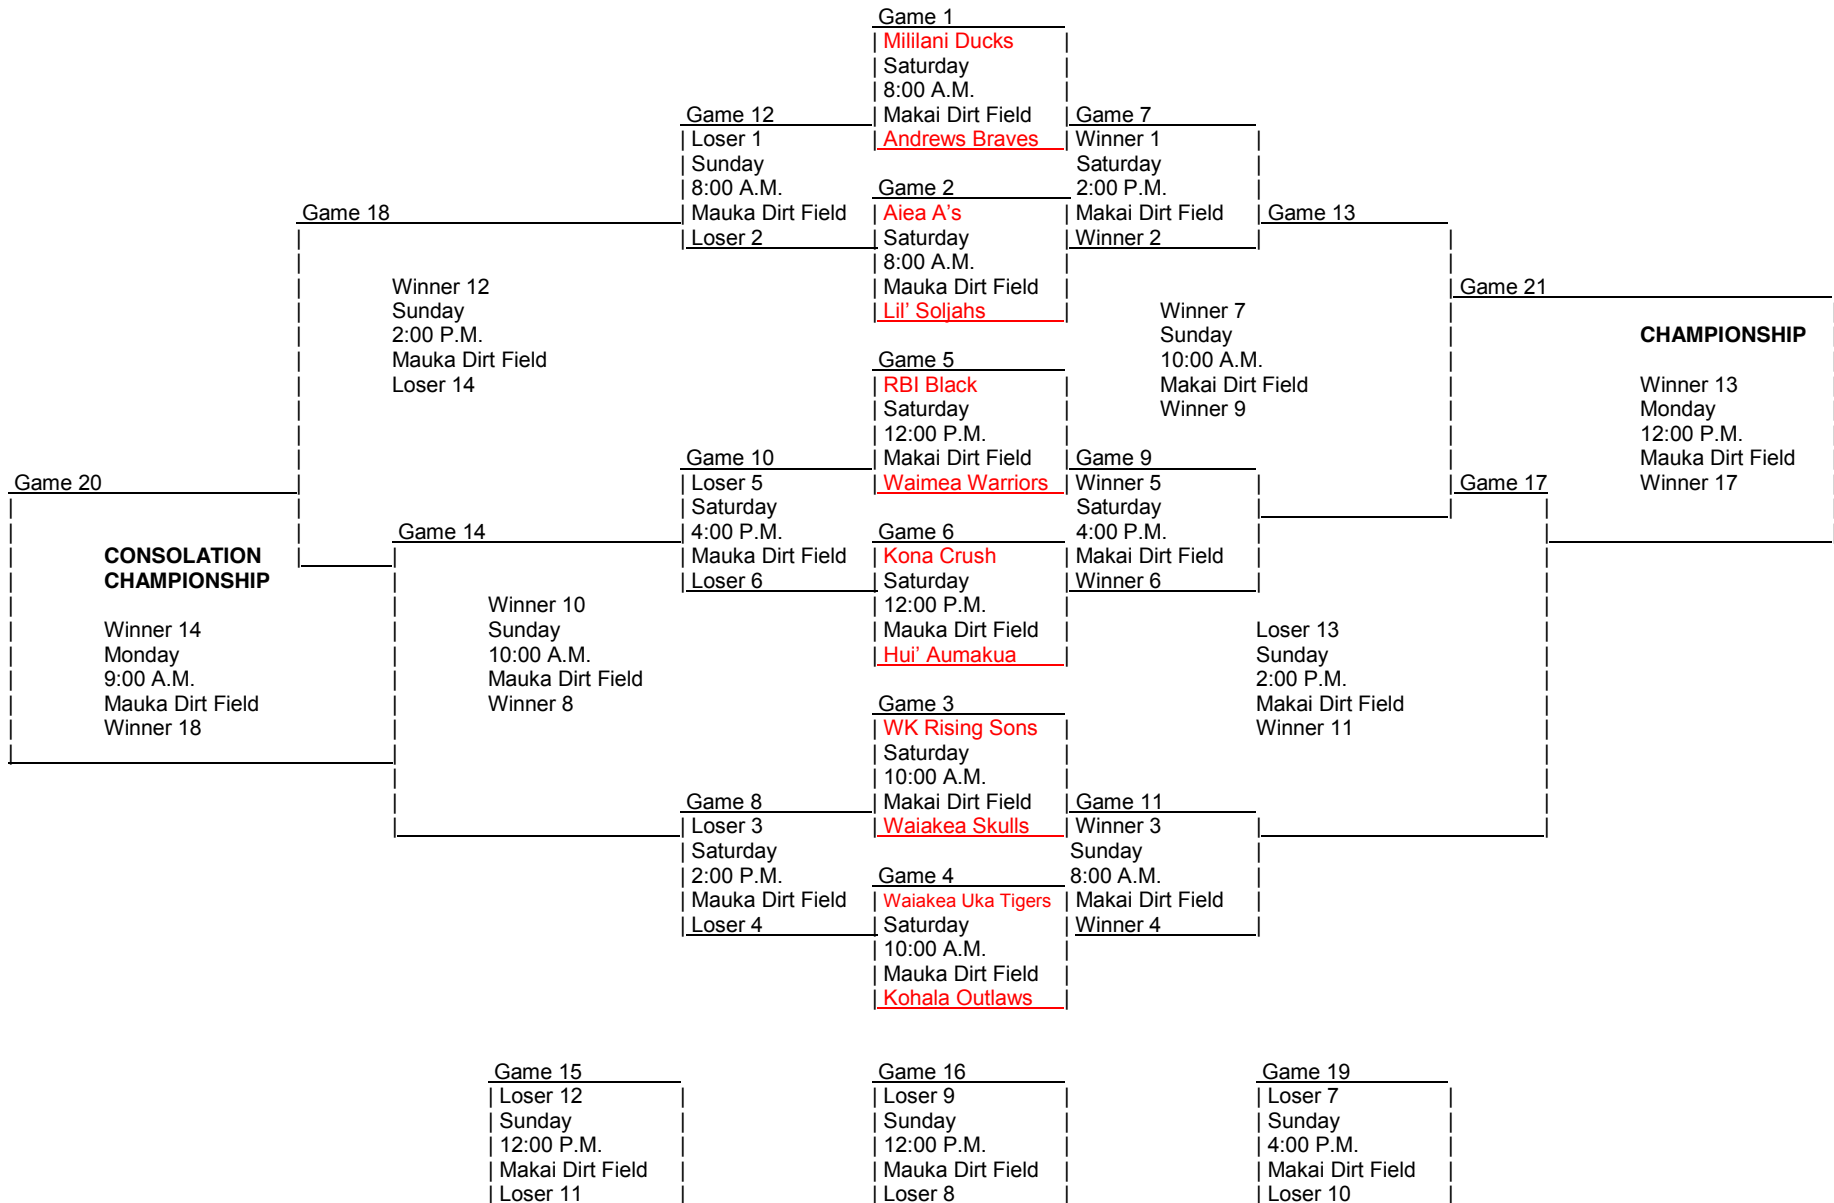 Game 1
Mililani Ducks
Saturday
8:00 A.M.
Makai Dirt Field
Andrews Braves
Game 12
Loser 1
Sunday
8:00 A.M.
Mauka Dirt Field
Loser 2
Game 7
Winner 1
Saturday
2:00 P.M.
Makai Dirt Field
Winner 2
Game 2
Aiea A's
Saturday
8:00 A.M.
Mauka Dirt Field
Lil' Soljahs
Game 18
Winner 12
Sunday
2:00 P.M.
Mauka Dirt Field
Loser 14
Game 13
Winner 7
Sunday
10:00 A.M.
Makai Dirt Field
Winner 9
Game 21
CHAMPIONSHIP
Winner 13
Monday
12:00 P.M.
Mauka Dirt Field
Winner 17
Game 5
RBI Black
Saturday
12:00 P.M.
Makai Dirt Field
Waimea Warriors
Game 10
Loser 5
Saturday
4:00 P.M.
Mauka Dirt Field
Loser 6
Game 9
Winner 5
Saturday
4:00 P.M.
Makai Dirt Field
Winner 6
Game 6
Kona Crush
Saturday
12:00 P.M.
Mauka Dirt Field
Hui' Aumakua
Game 20
CONSOLATION
CHAMPIONSHIP
Winner 14
Monday
9:00 A.M.
Mauka Dirt Field
Winner 18
Game 14
Winner 10
Sunday
10:00 A.M.
Mauka Dirt Field
Winner 8
Game 17
Loser 13
Sunday
2:00 P.M.
Makai Dirt Field
Winner 11
Game 3
WK Rising Sons
Saturday
10:00 A.M.
Makai Dirt Field
Waiakea Skulls
Game 8
Loser 3
Saturday
2:00 P.M.
Mauka Dirt Field
Loser 4
Game 11
Winner 3
Sunday
8:00 A.M.
Makai Dirt Field
Winner 4
Game 4
Waiakea Uka Tigers
Saturday
10:00 A.M.
Mauka Dirt Field
Kohala Outlaws
Game 15
Loser 12
Sunday
12:00 P.M.
Makai Dirt Field
Loser 11
Game 16
Loser 9
Sunday
12:00 P.M.
Mauka Dirt Field
Loser 8
Game 19
Loser 7
Sunday
4:00 P.M.
Makai Dirt Field
Loser 10